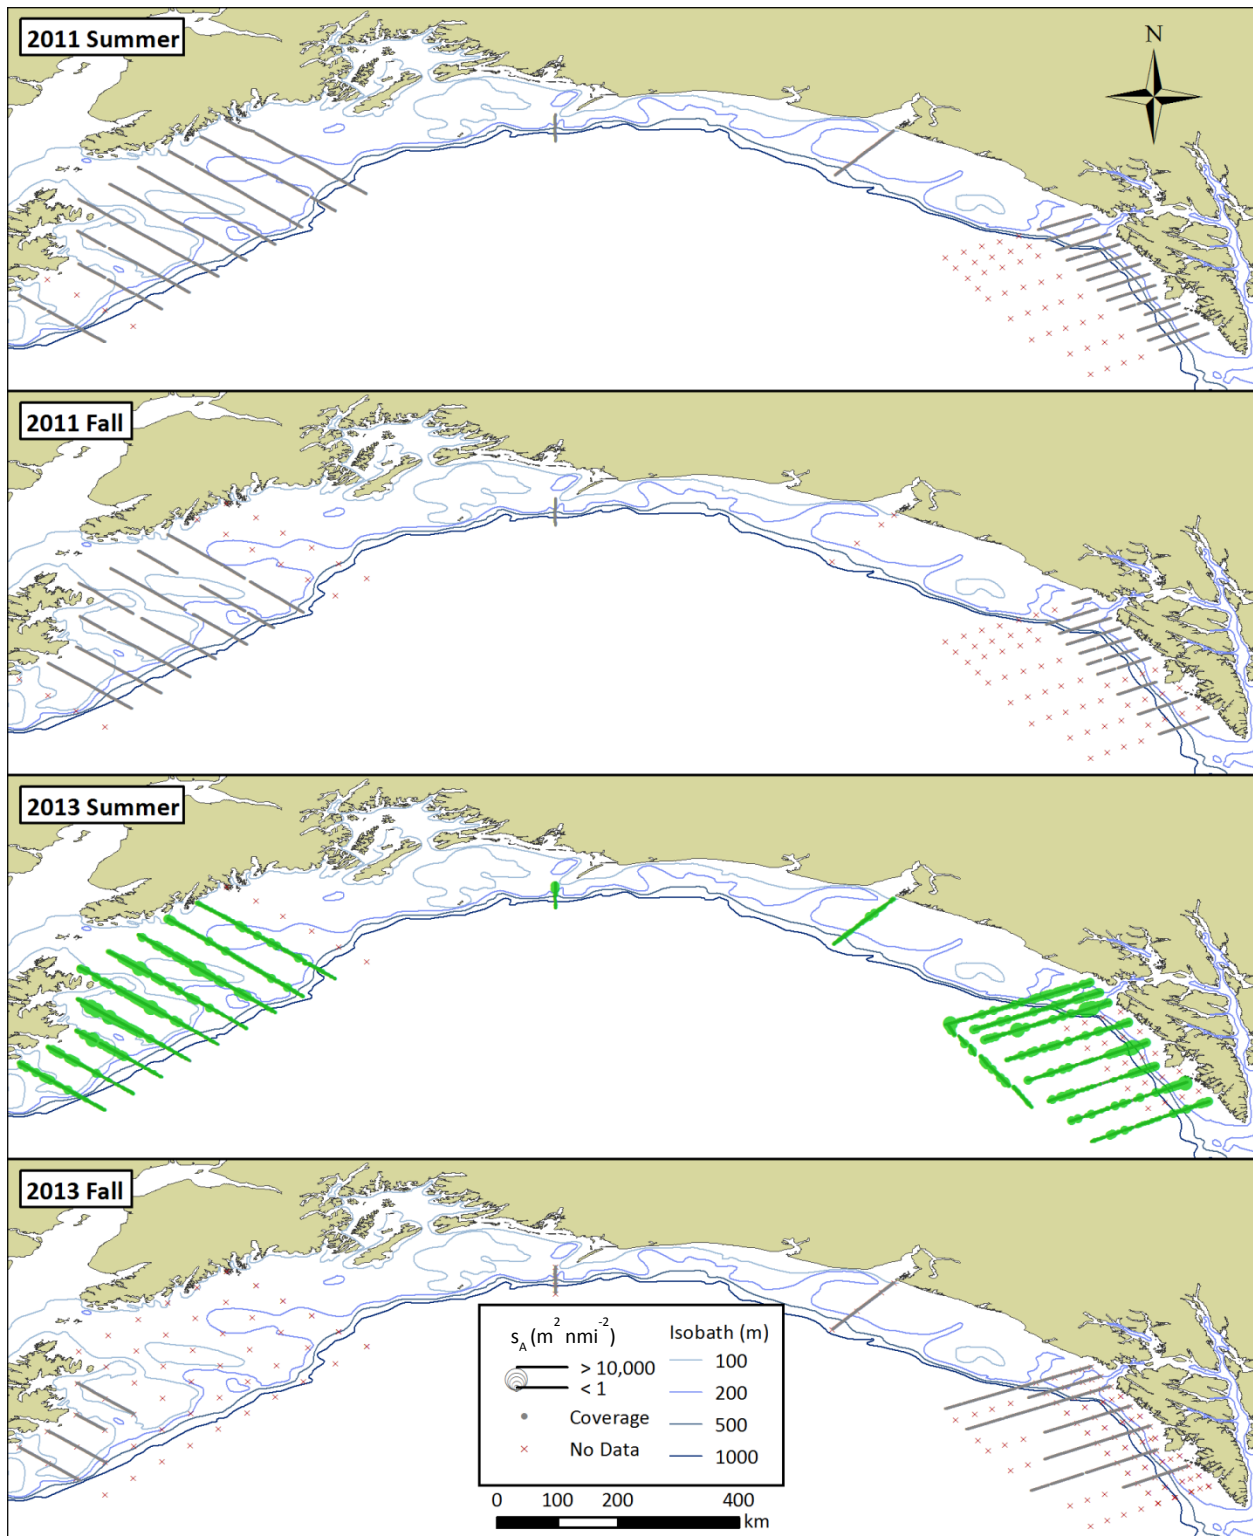 2011 Summer
N
2011 Fall
2013 Summer
2013 Fall
s_A (m² nmi⁻²)
> 10,000
< 1
Coverage
No Data
Isobath (m)
100
200
500
1000
0 100 200 400
km